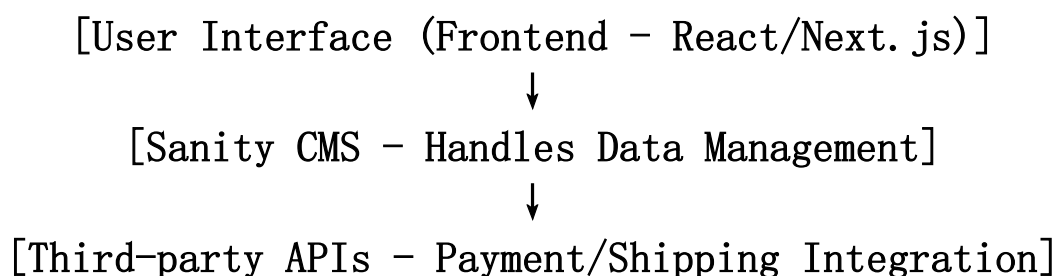 [User Interface (Frontend - React/Next.js)]
↓
[Sanity CMS - Handles Data Management]
↓
[Third-party APIs - Payment/Shipping Integration]